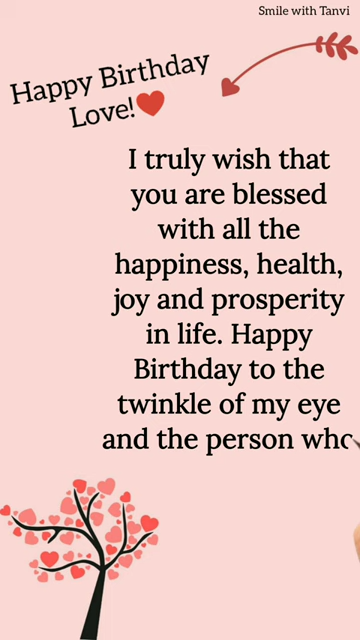 Smile with Tanvi
Happy Birthday
Love!❤️
I truly wish that
you are blessed
with all the
happiness, health,
joy and prosperity
in life. Happy
Birthday to the
twinkle of my eye
and the person who